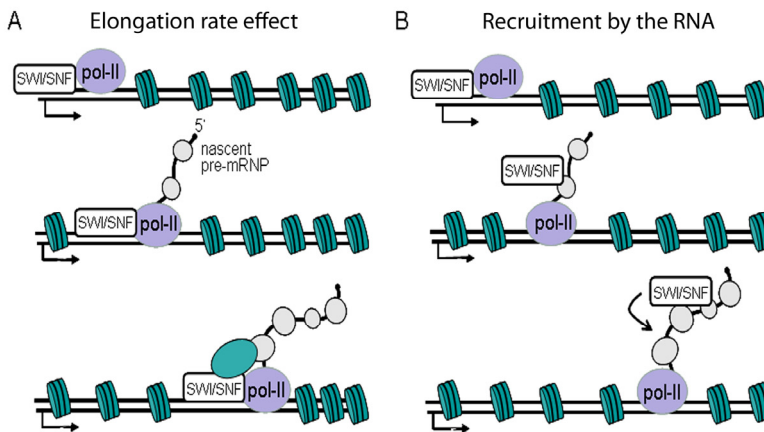 A
Elongation rate effect
SWI/SNF
pol-II
5'
nascent
pre-mRNP
SWI/SNF
pol-II
SWI/SNF
pol-II
B
Recruitment by the RNA
SWI/SNF
pol-II
SWI/SNF
pol-II
SWI/SNF
pol-II